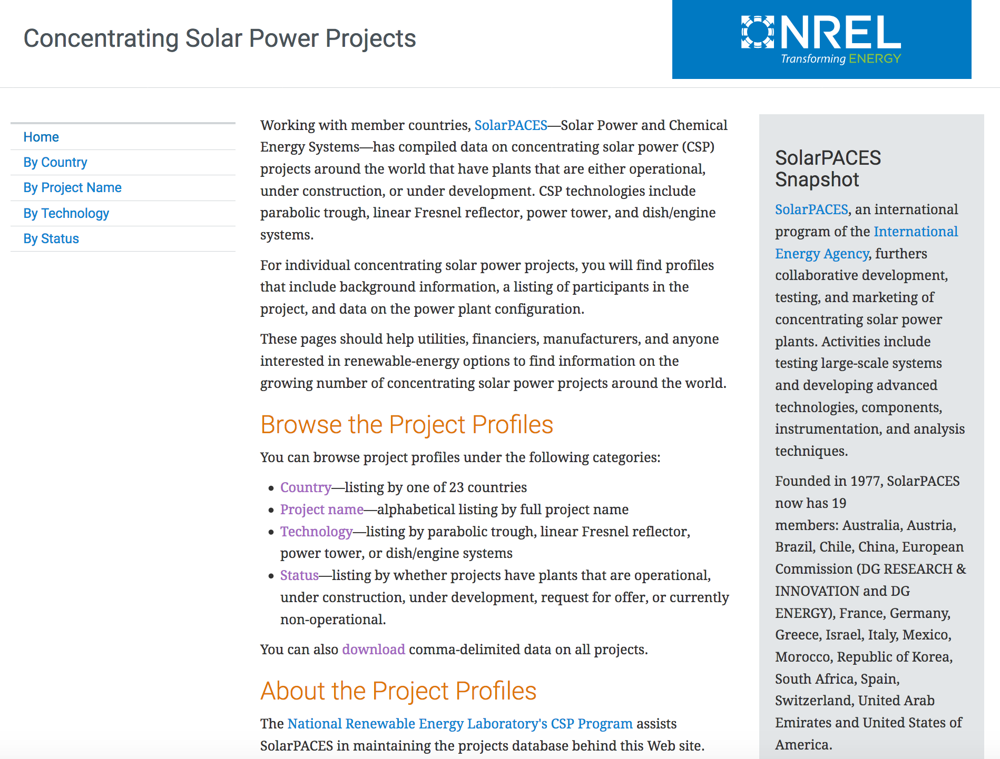 Concentrating Solar Power Projects
NREL
Transforming ENERGY
Home
By Country
By Project Name
By Technology
By Status
Working with member countries, SolarPACES—Solar Power and Chemical
Energy Systems—has compiled data on concentrating solar power (CSP)
projects around the world that have plants that are either operational,
under construction, or under development. CSP technologies include
parabolic trough, linear Fresnel reflector, power tower, and dish/engine
systems.
For individual concentrating solar power projects, you will find profiles
that include background information, a listing of participants in the
project, and data on the power plant configuration.
These pages should help utilities, financiers, manufacturers, and anyone
interested in renewable-energy options to find information on the
growing number of concentrating solar power projects around the world.
Browse the Project Profiles
You can browse project profiles under the following categories:
• Country—listing by one of 23 countries
• Project name—alphabetical listing by full project name
• Technology—listing by parabolic trough, linear Fresnel reflector,
power tower, or dish/engine systems
• Status—listing by whether projects have plants that are operational,
under construction, under development, request for offer, or currently
non-operational.
You can also download comma-delimited data on all projects.
About the Project Profiles
The National Renewable Energy Laboratory's CSP Program assists
SolarPACES in maintaining the projects database behind this Web site.
SolarPACES
Snapshot
SolarPACES, an international
program of the International
Energy Agency, furthers
collaborative development,
testing, and marketing of
concentrating solar power
plants. Activities include
testing large-scale systems
and developing advanced
technologies, components,
instrumentation, and analysis
techniques.
Founded in 1977, SolarPACES
now has 19
members: Australia, Austria,
Brazil, Chile, China, European
Commission (DG RESEARCH &
INNOVATION and DG
ENERGY), France, Germany,
Greece, Israel, Italy, Mexico,
Morocco, Republic of Korea,
South Africa, Spain,
Switzerland, United Arab
Emirates and United States of
America.